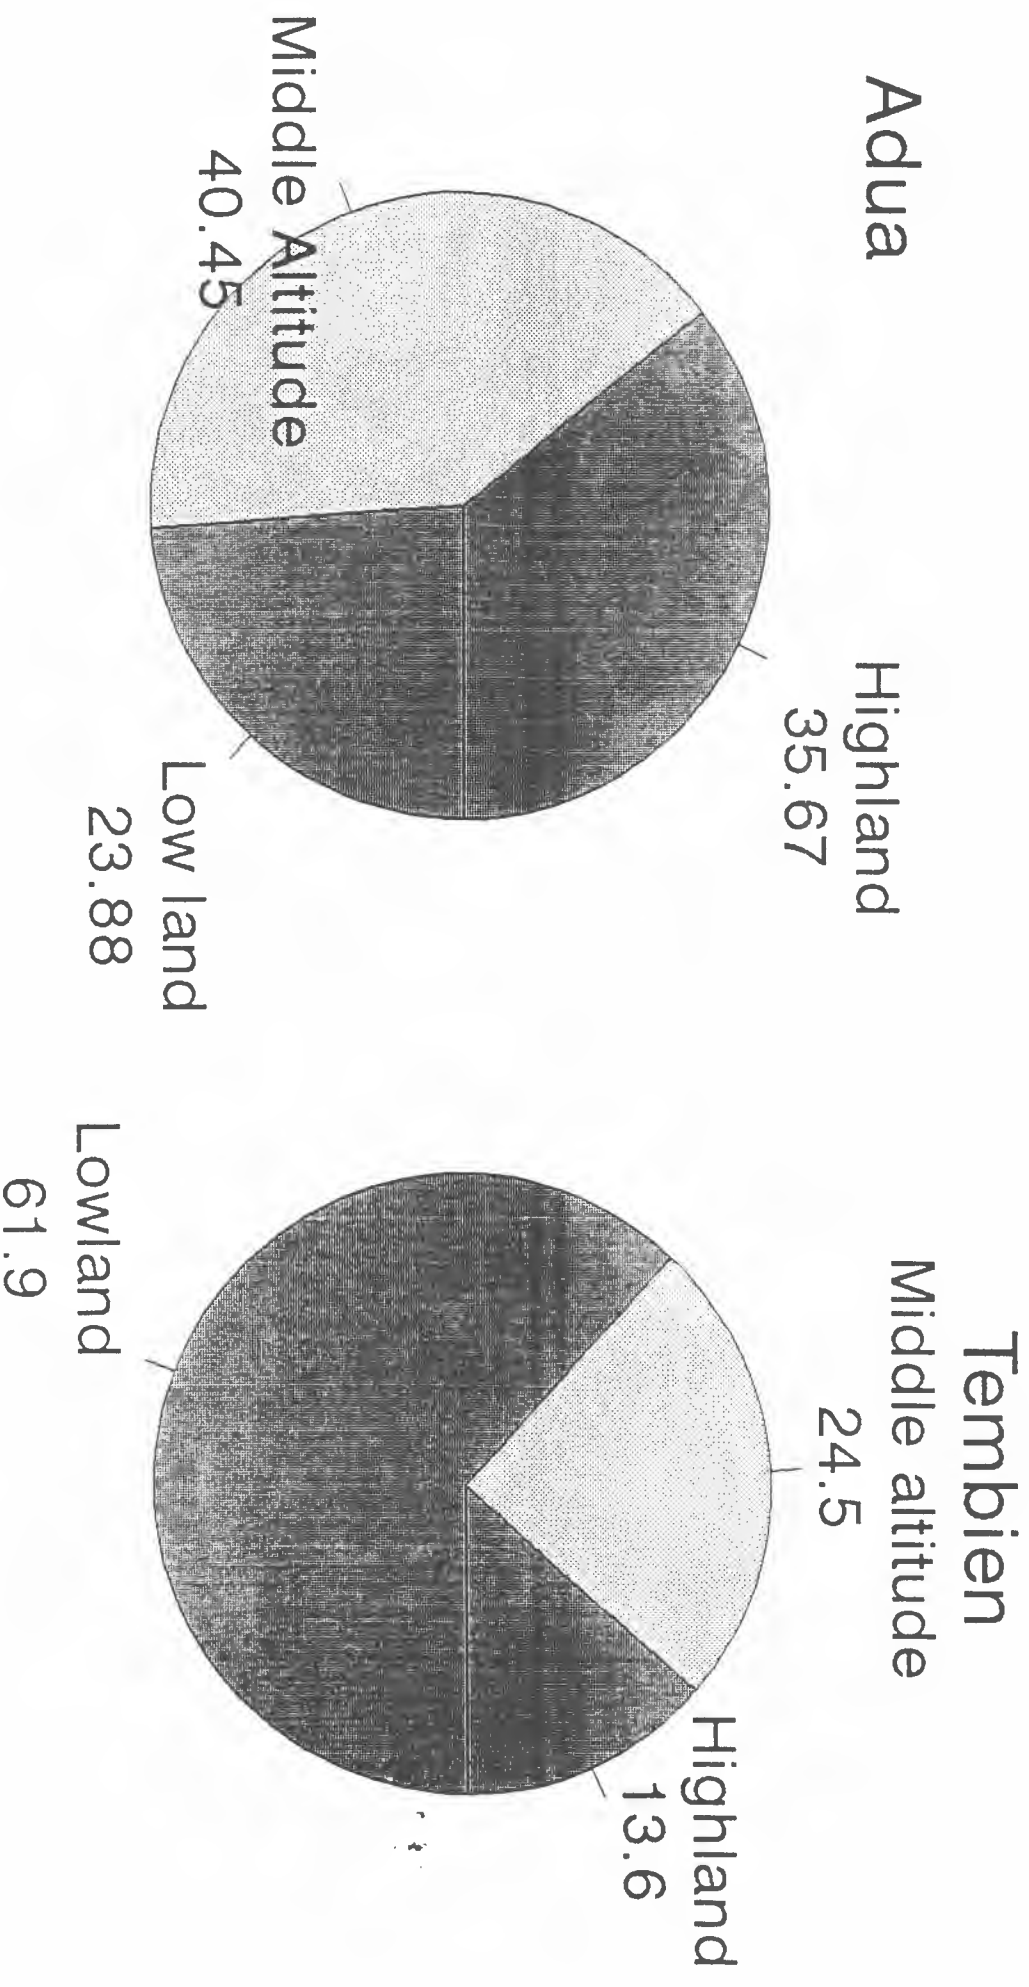 Adua
Highland
35.67
Middle Altitude
40.45
Low land
23.88
Tembien
Middle altitude
24.5
Highland
13.6
Lowland
61.9